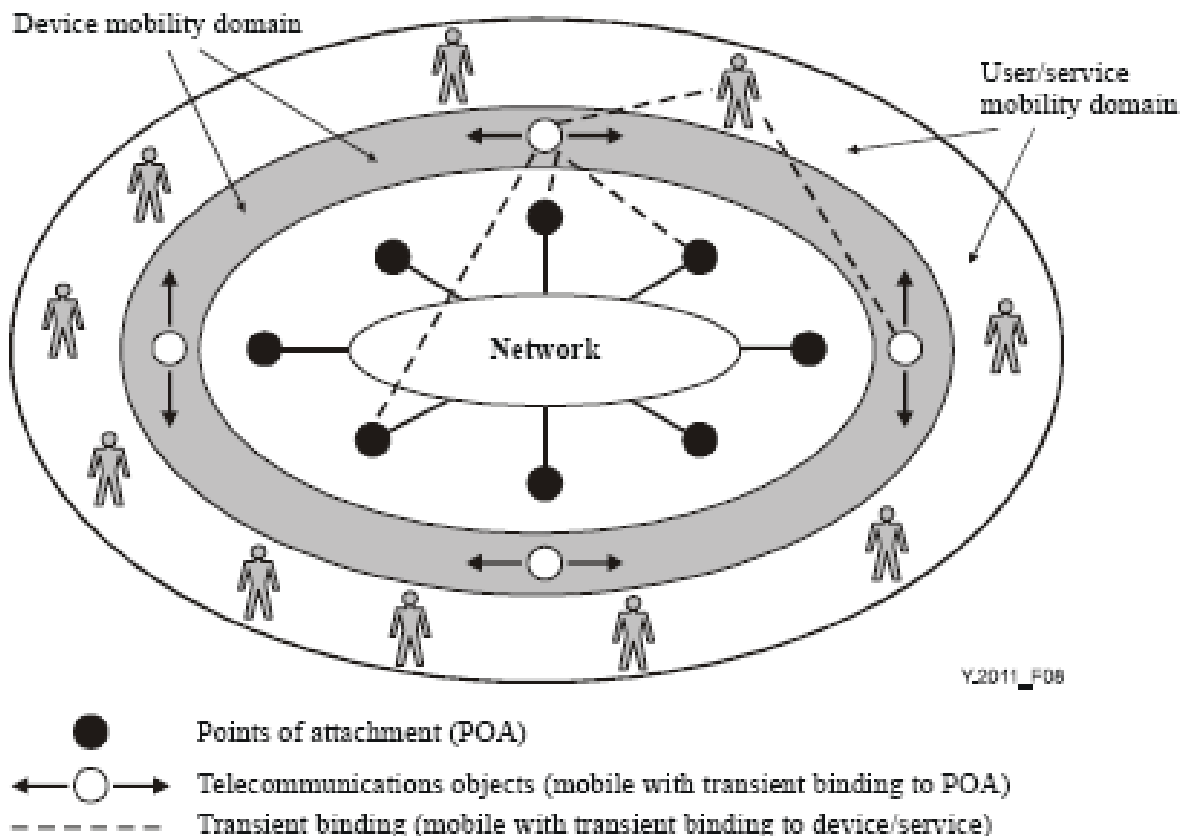 Device mobility domain
User/service
mobility domain
Network
Y.2011_F08
Points of attachment (POA)
Telecommunications objects (mobile with transient binding to POA)
Transient binding (mobile with transient binding to device/service)